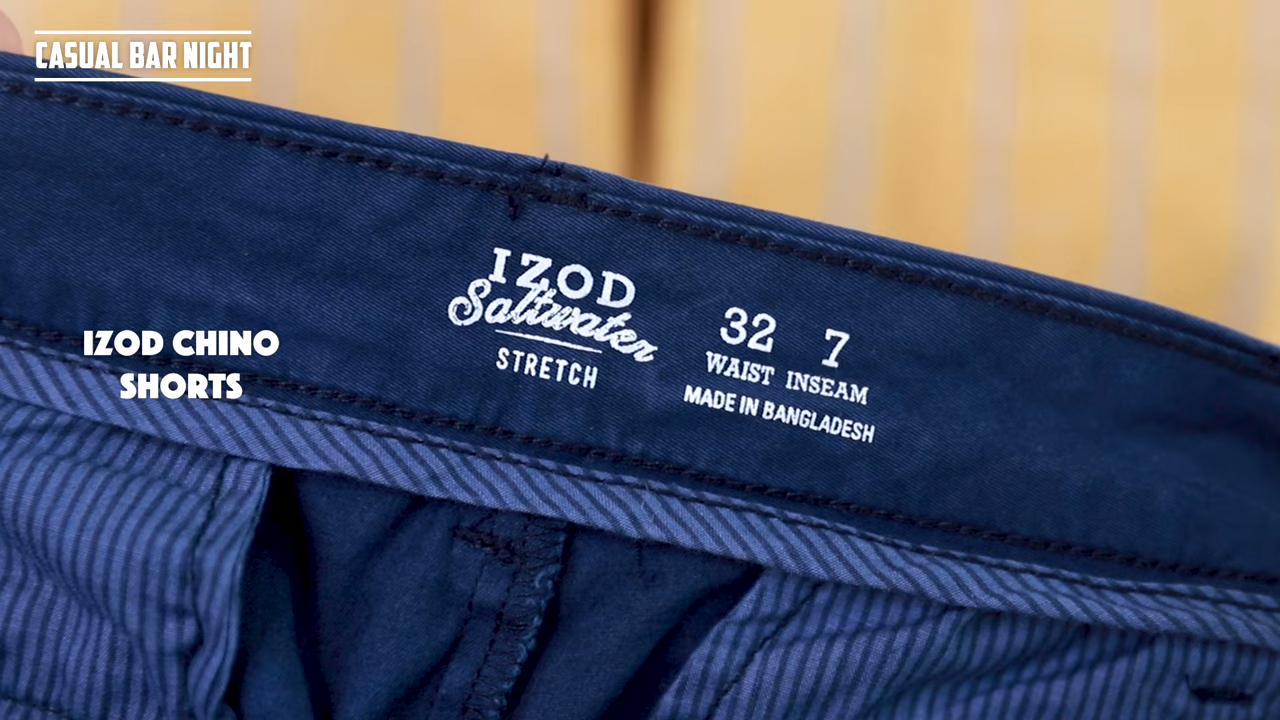 CASUAL BAR NIGHT
IZOD CHINO
SHORTS
IZOD
Saltwater
STRETCH
32 7
WAIST INSEAM
MADE IN BANGLADESH